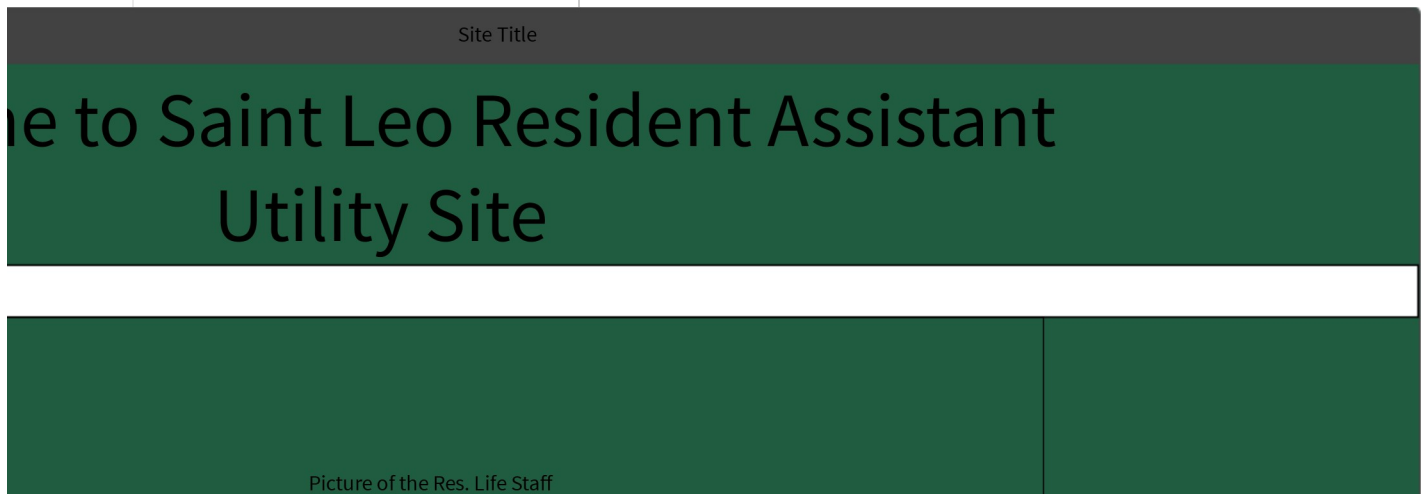 Site Title
to Saint Leo Resident Assistant
Utility Site
Picture of the Res. Life Staff